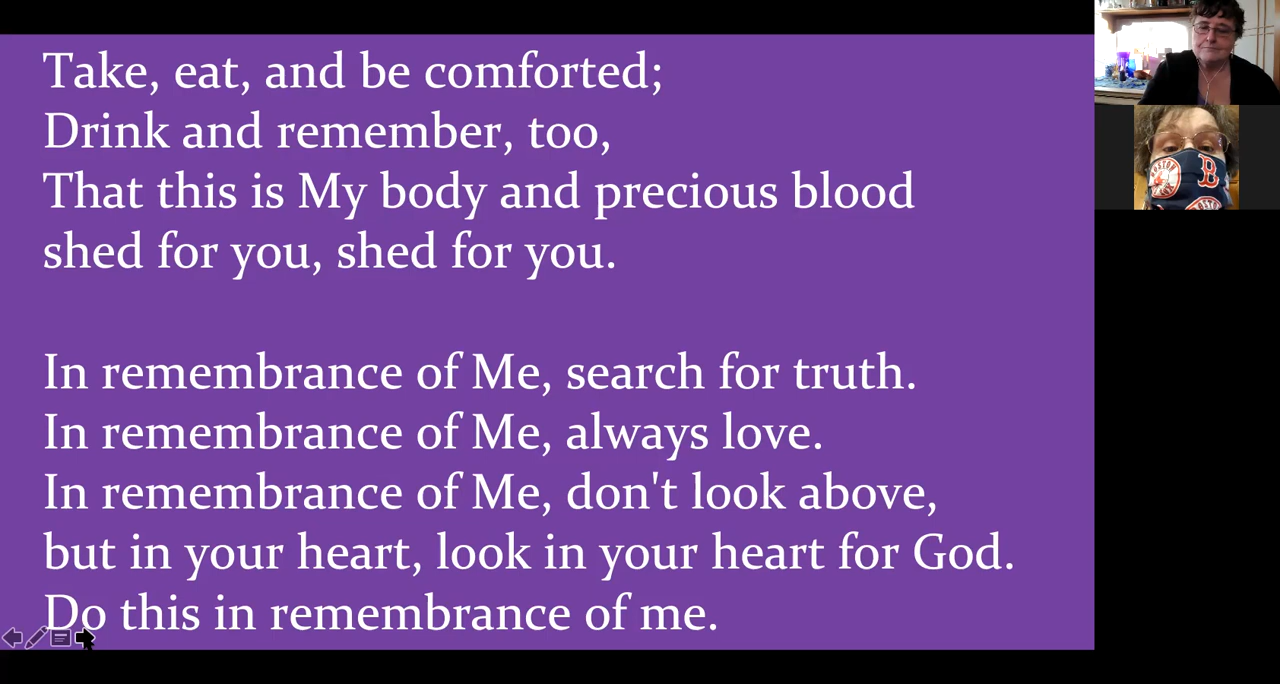 Take, eat, and be comforted;
Drink and remember, too,
That this is My body and precious blood
shed for you, shed for you.
In remembrance of Me, search for truth.
In remembrance of Me, always love.
In remembrance of Me, don't look above,
but in your heart, look in your heart for God.
Do this in remembrance of me.
BOSTON
B